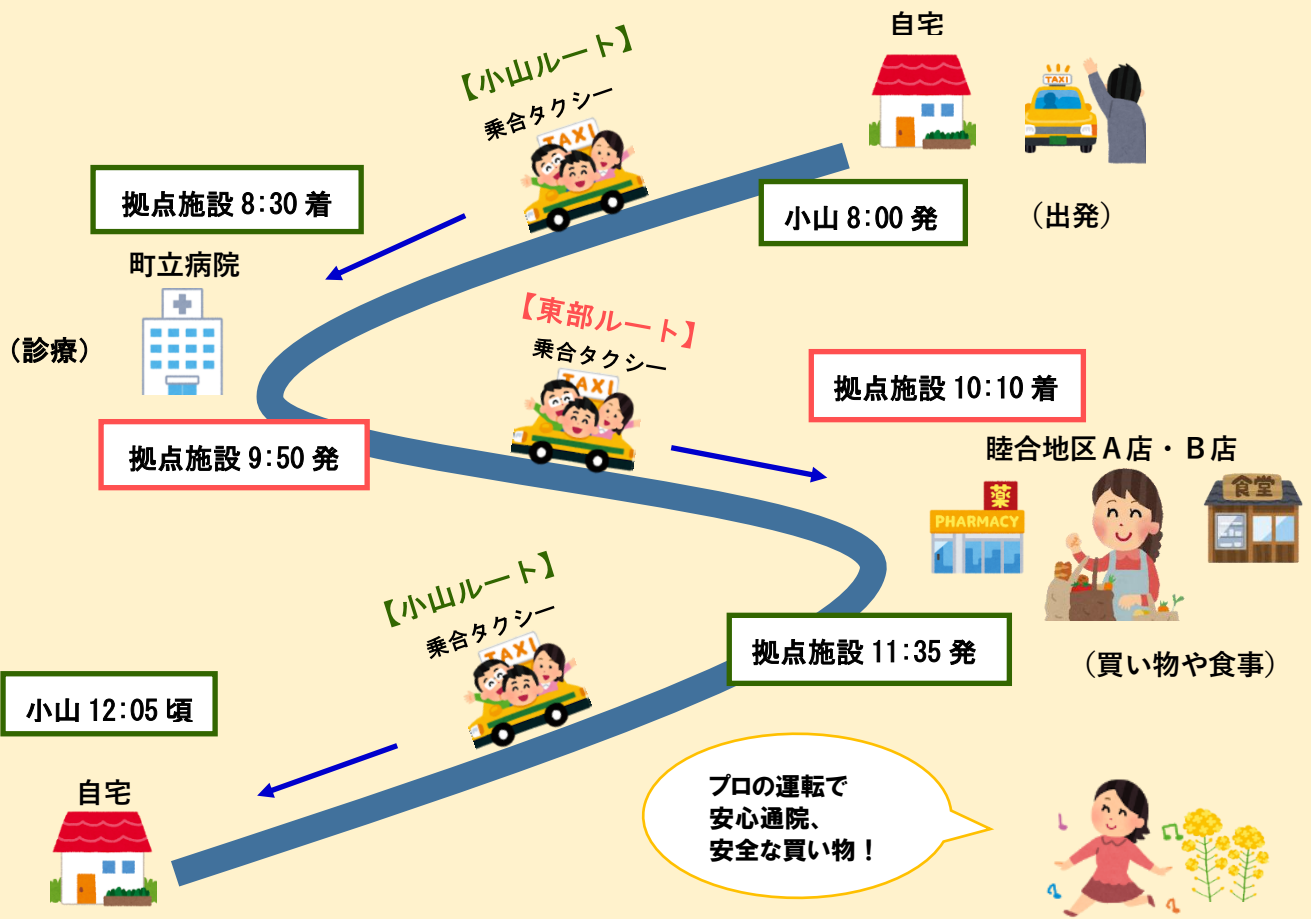 自宅
【小山ルート】
乗合タクシー
TAXI
TAXI
小山 8:00 発
（出発）
拠点施設 8:30 着
町立病院
（診療）
【東部ルート】
乗合タクシー
TAXI
拠点施設 9:50 発
拠点施設 10:10 着
睦合地区Ａ店・Ｂ店
薬
PHARMACY
食堂
（買い物や食事）
拠点施設 11:35 発
【小山ルート】
乗合タクシー
TAXI
小山 12:05 頃
自宅
プロの運転で
安心通院、
安全な買い物！